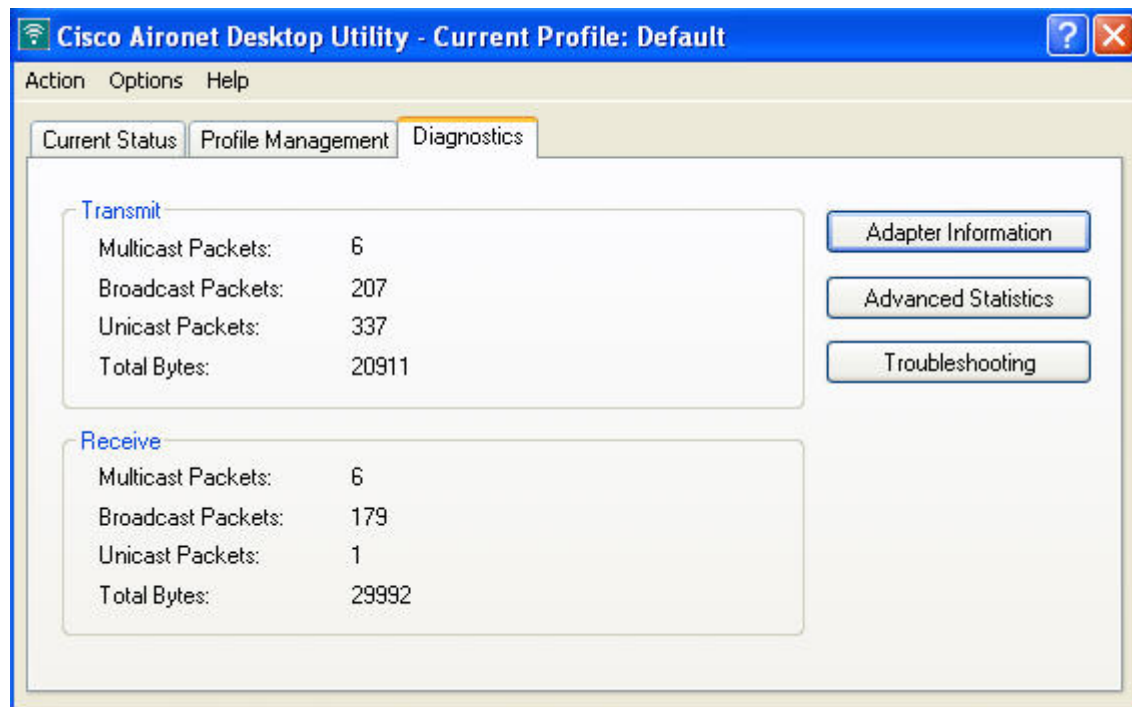 Cisco Aironet Desktop Utility - Current Profile: Default
Action Options Help
Current Status Profile Management Diagnostics
Transmit
Multicast Packets: 6
Broadcast Packets: 207
Unicast Packets: 337
Total Bytes: 20911
Adapter Information
Advanced Statistics
Troubleshooting
Receive
Multicast Packets: 6
Broadcast Packets: 179
Unicast Packets: 1
Total Bytes: 29992